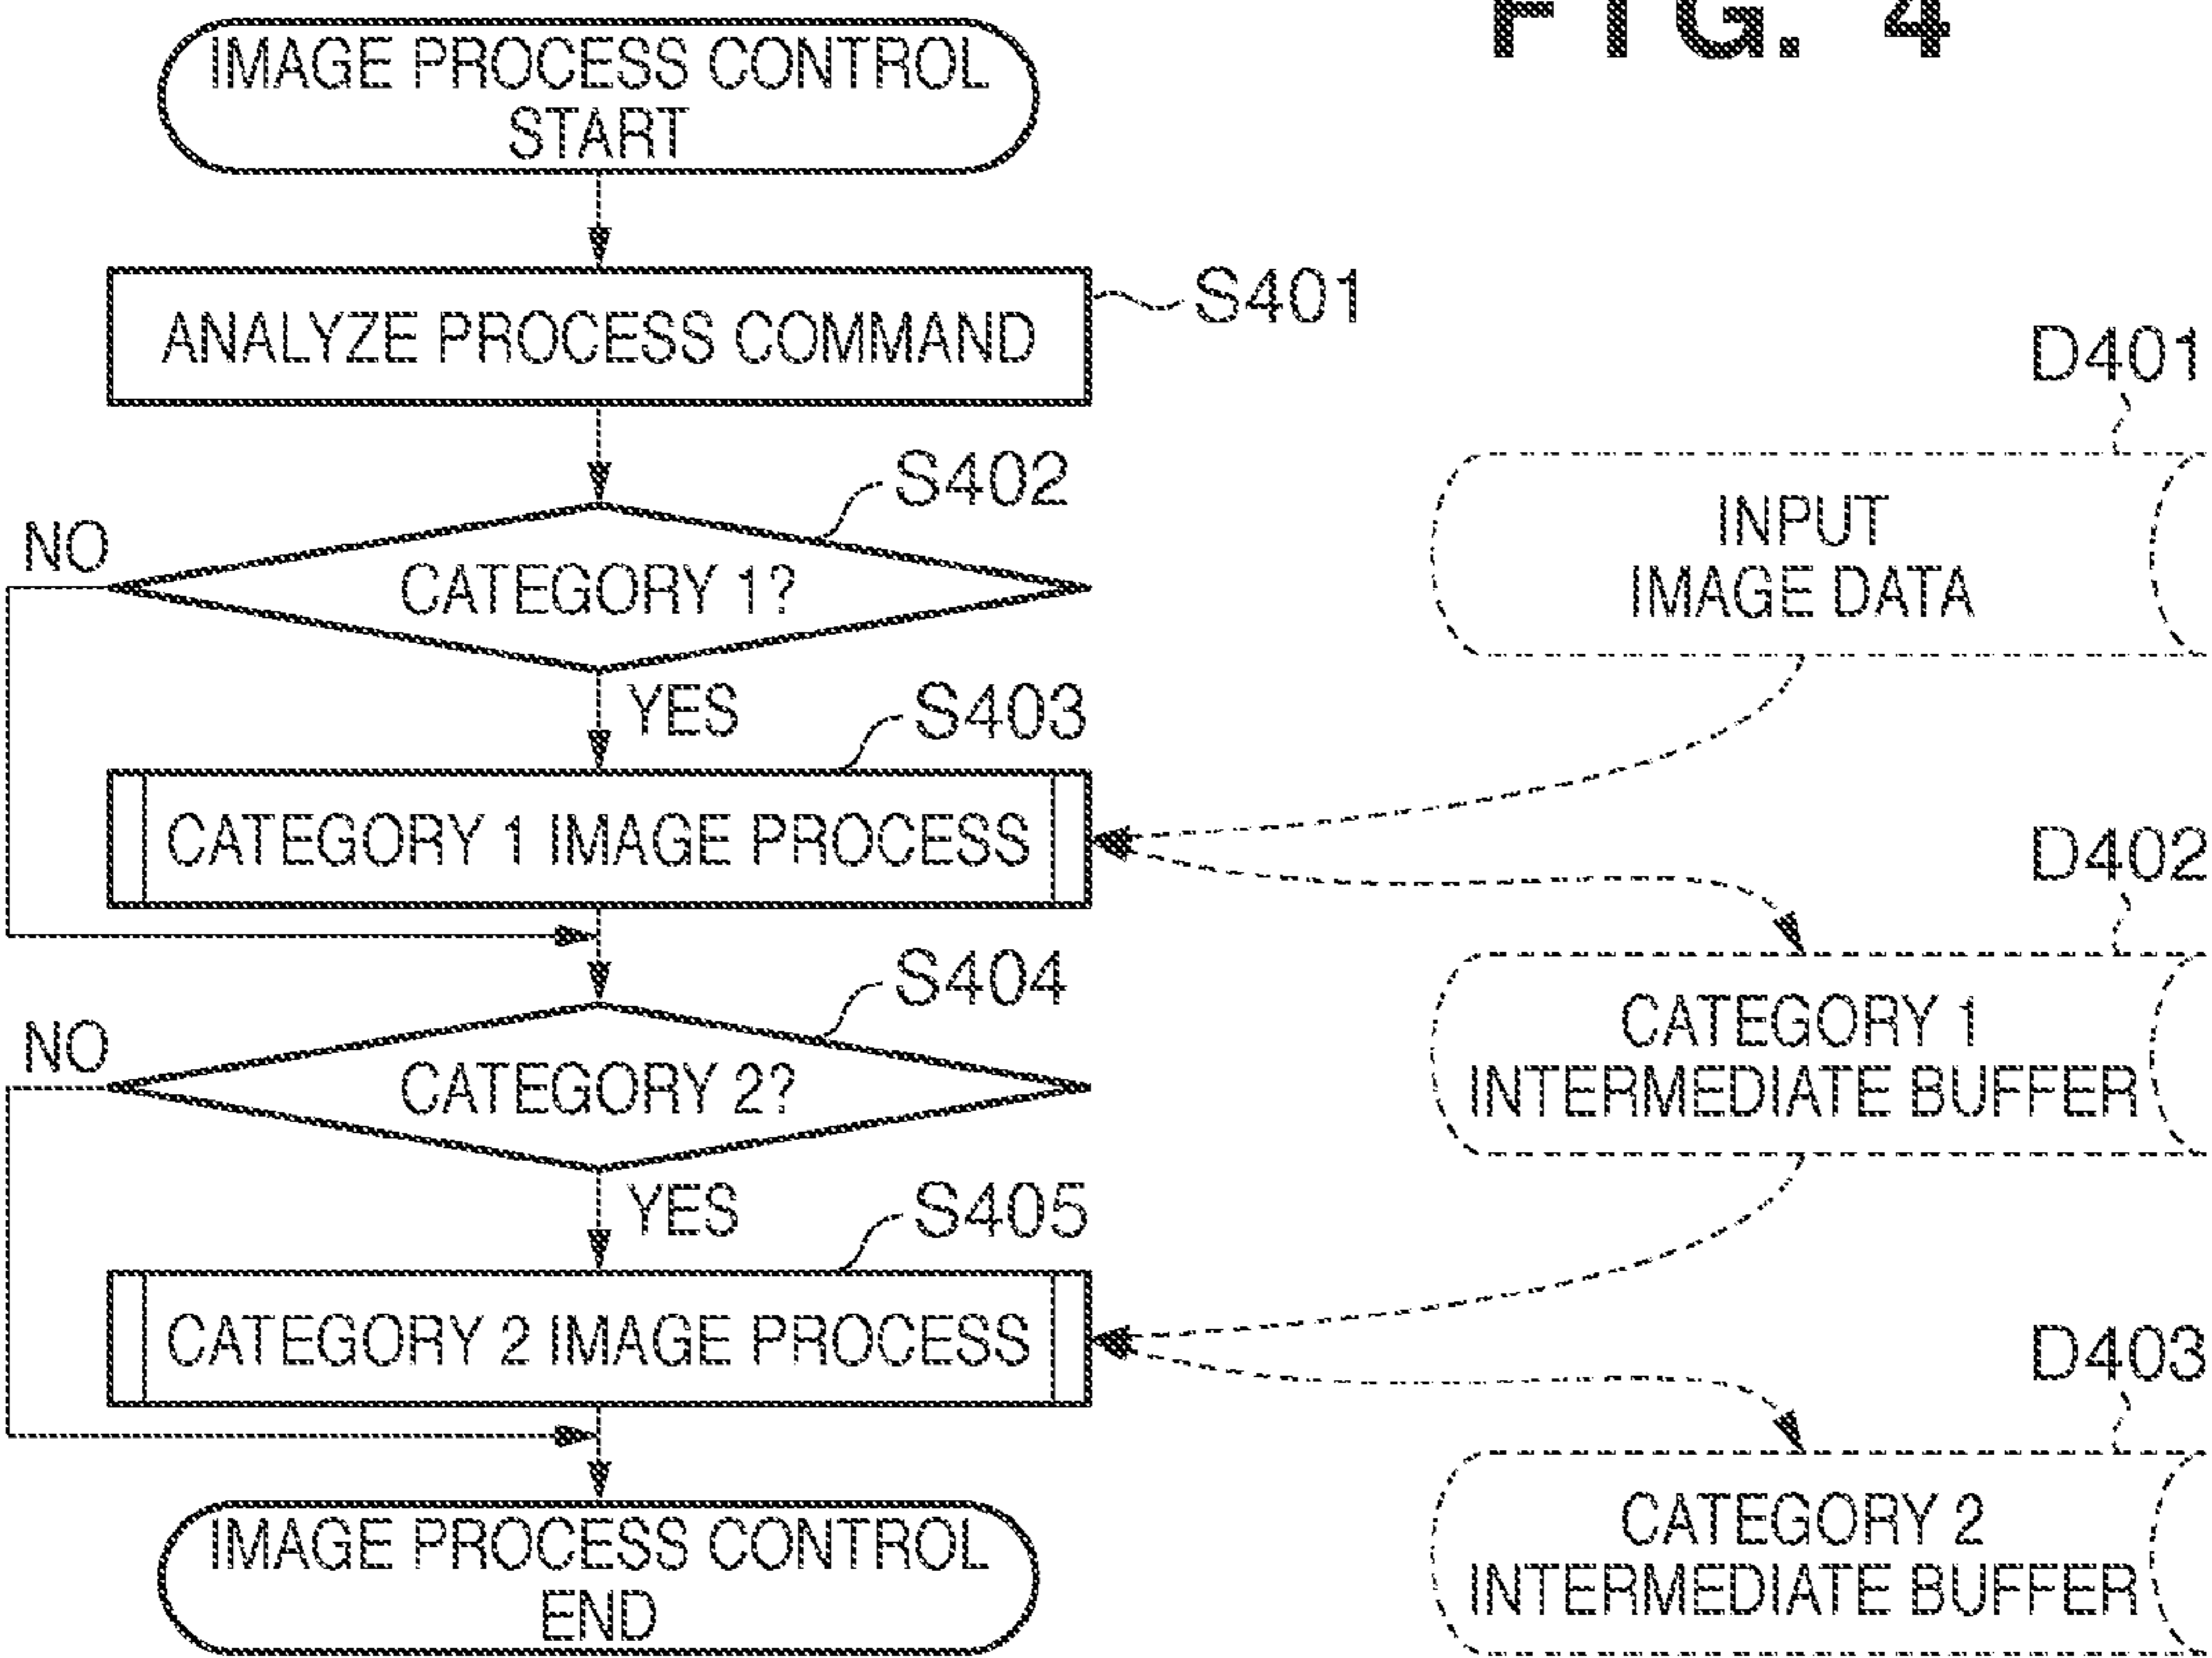 FIG. 4
IMAGE PROCESS CONTROL
START
S401
ANALYZE PROCESS COMMAND
D401
S402
NO
CATEGORY 1?
INPUT
IMAGE DATA
YES
S403
CATEGORY 1 IMAGE PROCESS
D402
S404
NO
CATEGORY 2?
CATEGORY 1
INTERMEDIATE BUFFER
YES
S405
CATEGORY 2 IMAGE PROCESS
D403
IMAGE PROCESS CONTROL
END
CATEGORY 2
INTERMEDIATE BUFFER